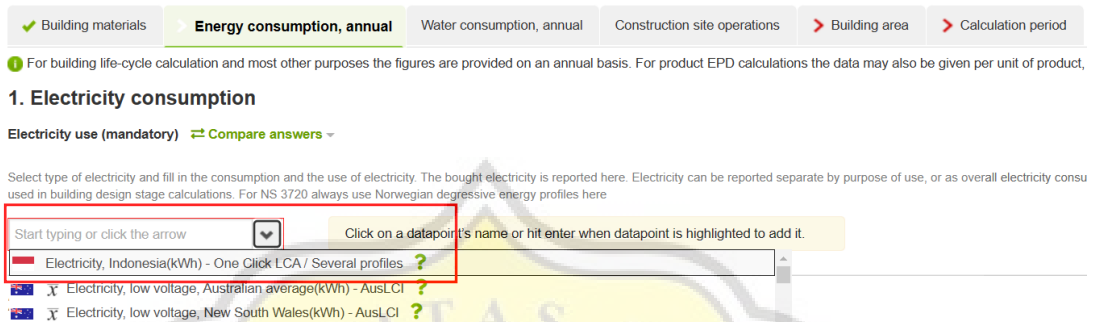 Building materials
Energy consumption, annual
Water consumption, annual
Construction site operations
Building area
Calculation period
For building life-cycle calculation and most other purposes the figures are provided on an annual basis. For product EPD calculations the data may also be given per unit of product,
1. Electricity consumption
Electricity use (mandatory) Compare answers
Select type of electricity and fill in the consumption and the use of electricity. The bought electricity is reported here. Electricity can be reported separate by purpose of use, or as overall electricity consu
used in building design stage calculations. For NS 3720 always use Norwegian degressive energy profiles here
Start typing or click the arrow
Click on a datapoint's name or hit enter when datapoint is highlighted to add it.
Electricity, Indonesia(kWh) - One Click LCA / Several profiles ?
x̄ Electricity, low voltage, Australian average(kWh) - AusLCI ?
x̄ Electricity, low voltage, New South Wales(kWh) - AusLCI ?
TAS